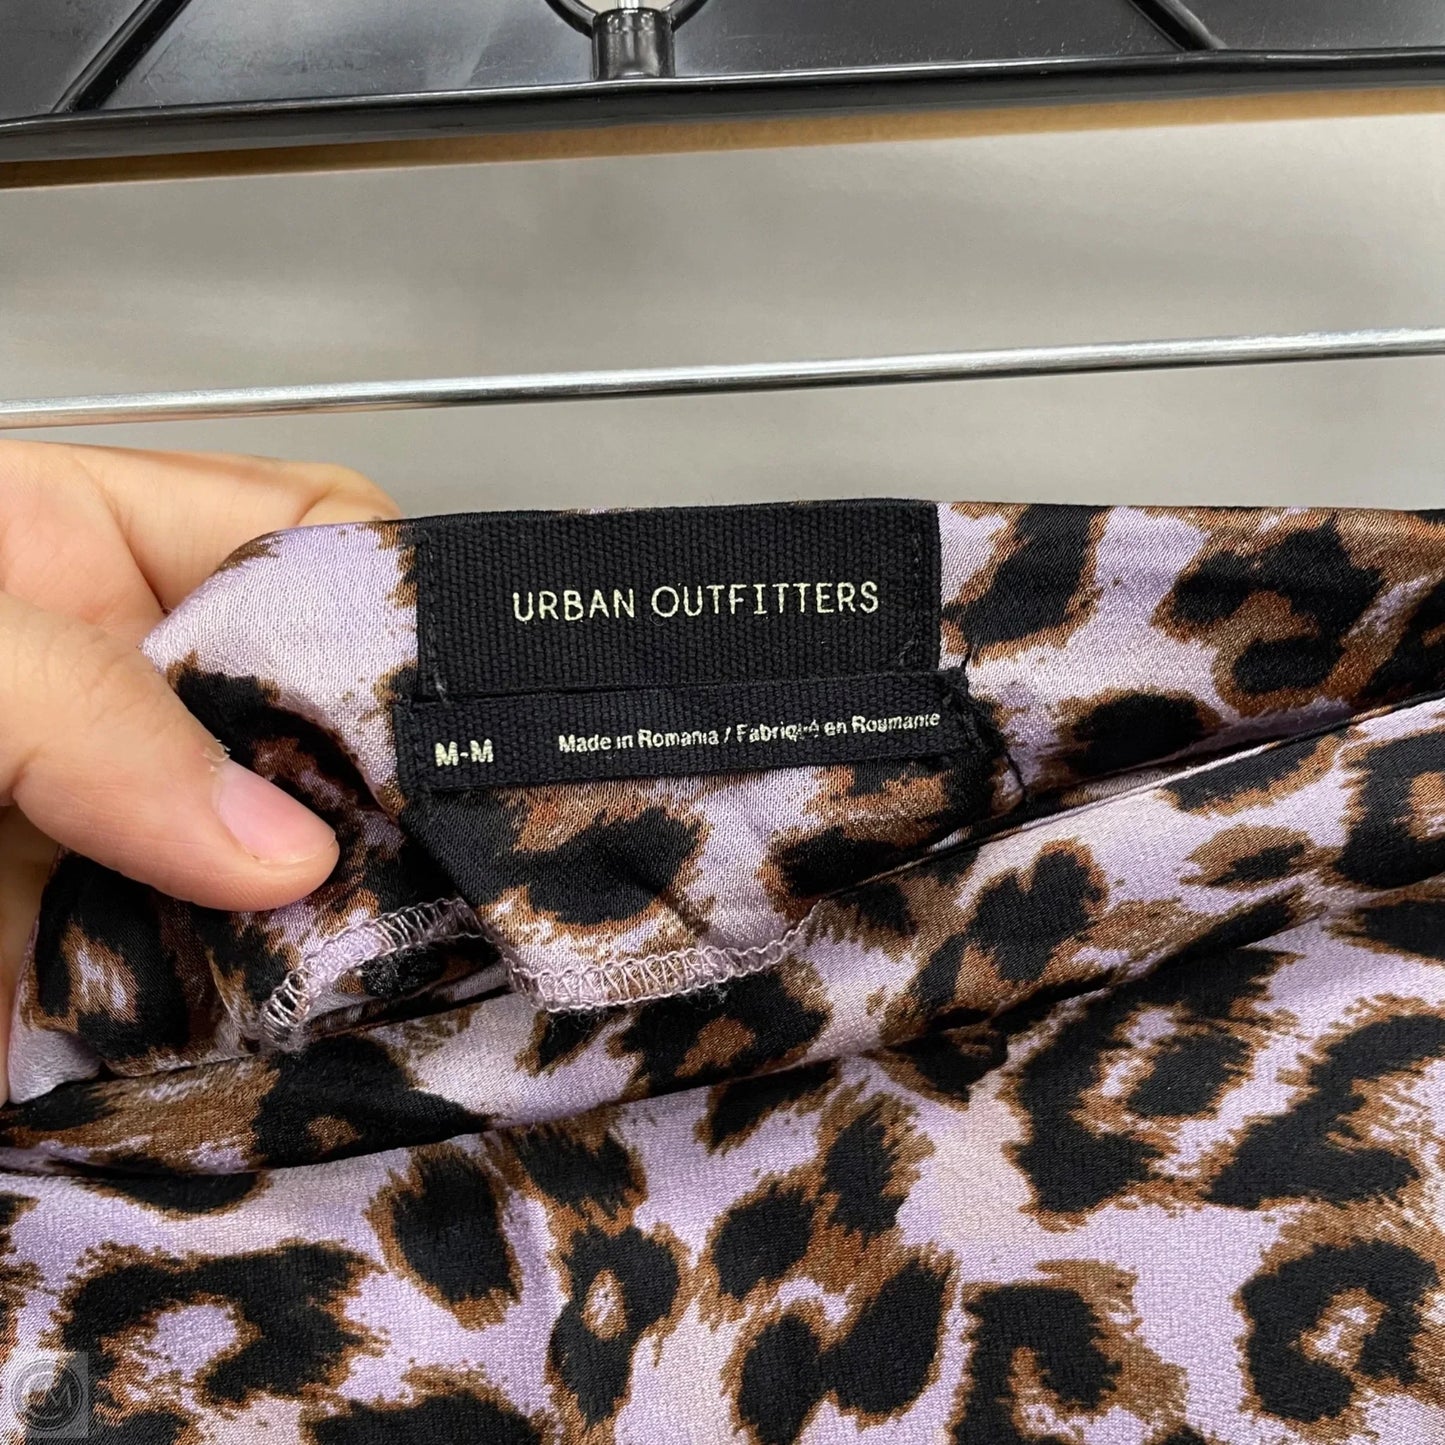 URBAN OUTFITTERS
M-M
Made in Romania / Fabriqué en Roumanie